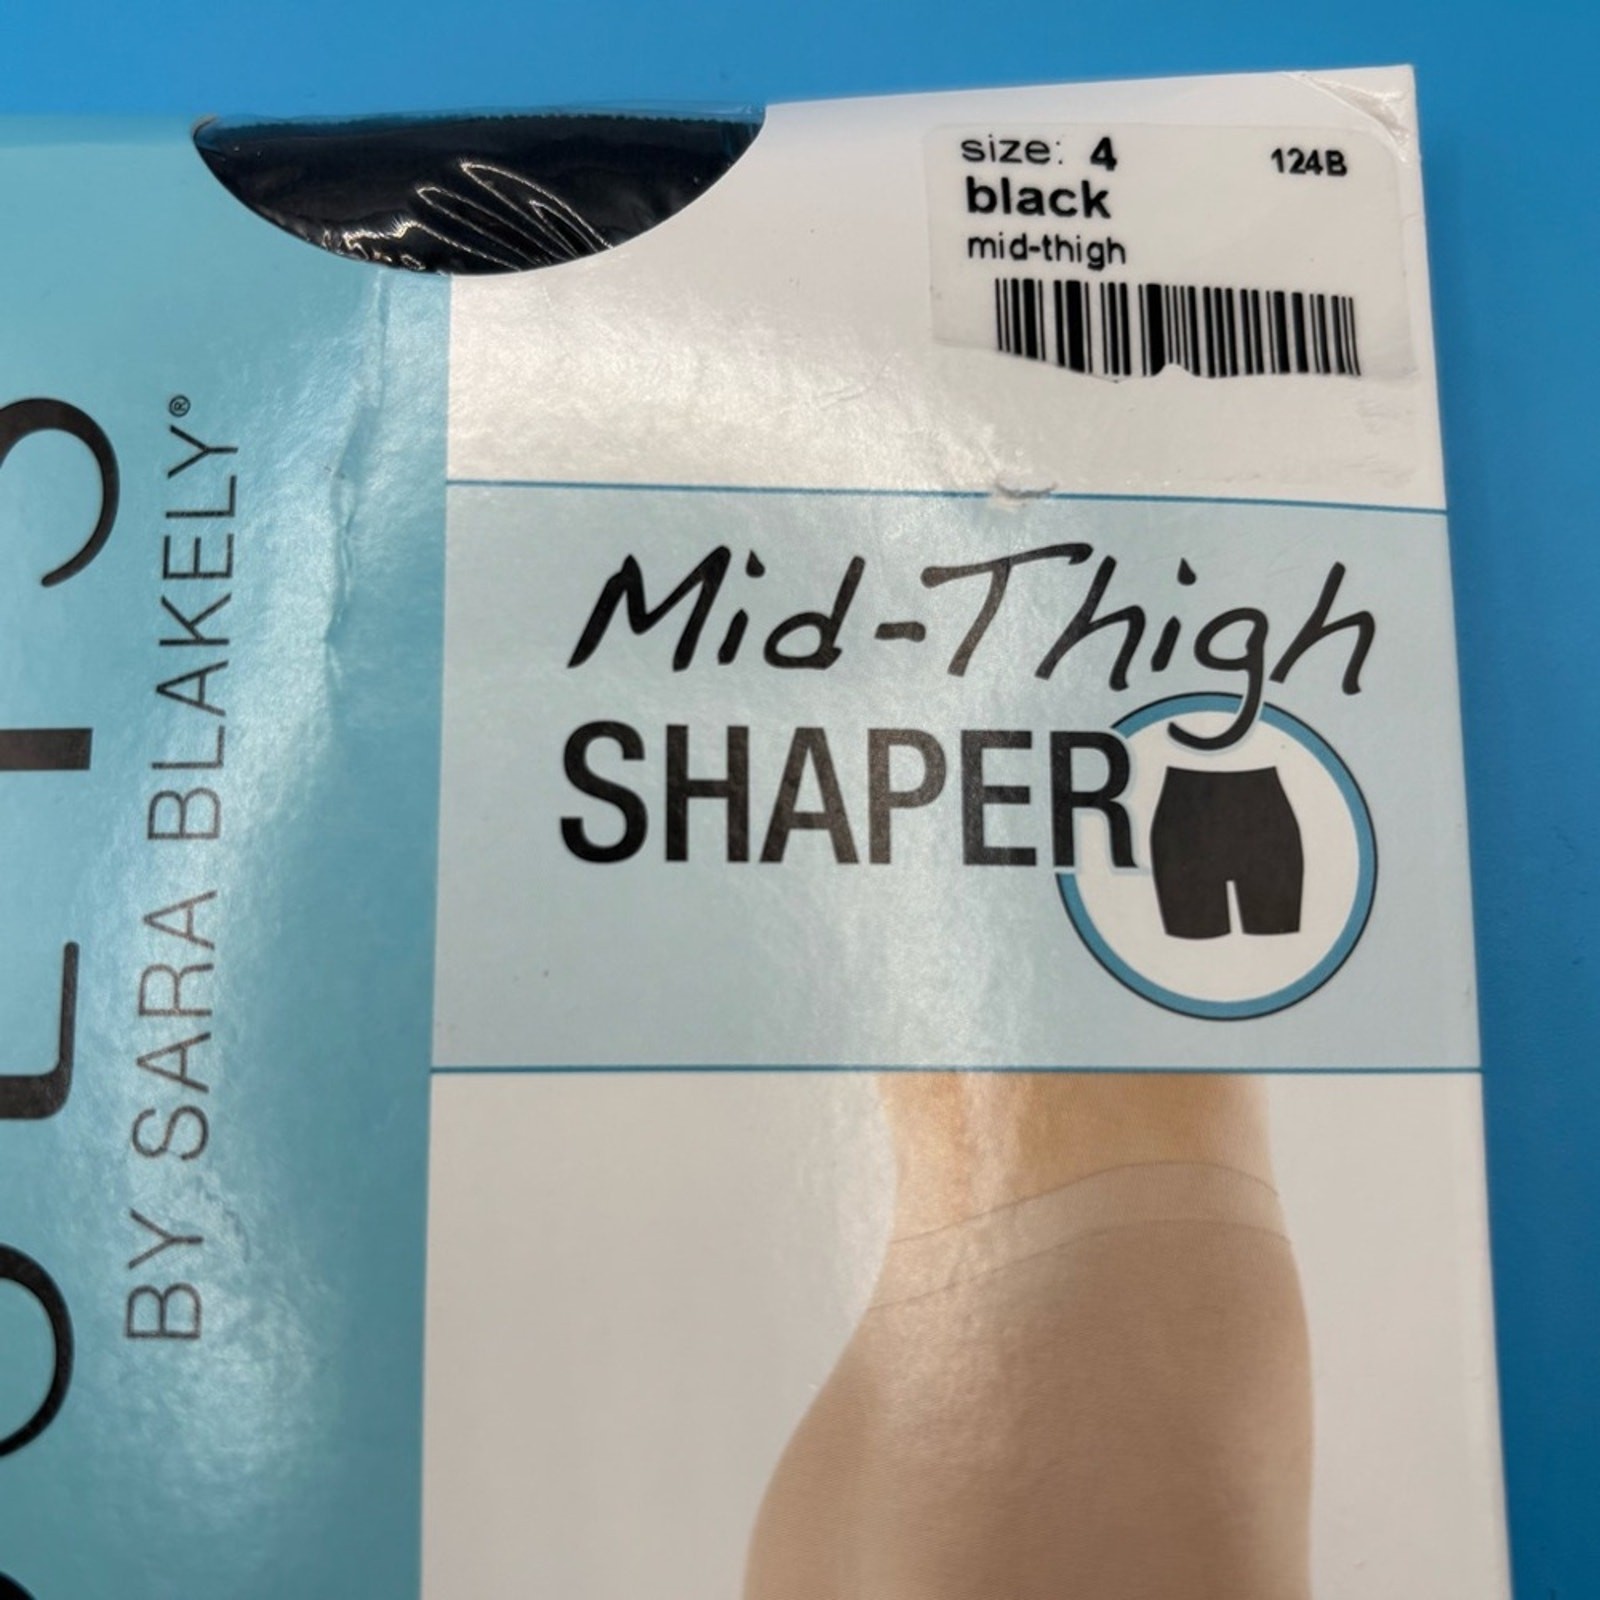 size: 4 124B
black
mid-thigh
Mid-Thigh
SHAPER
BY SARA BLAKELY®